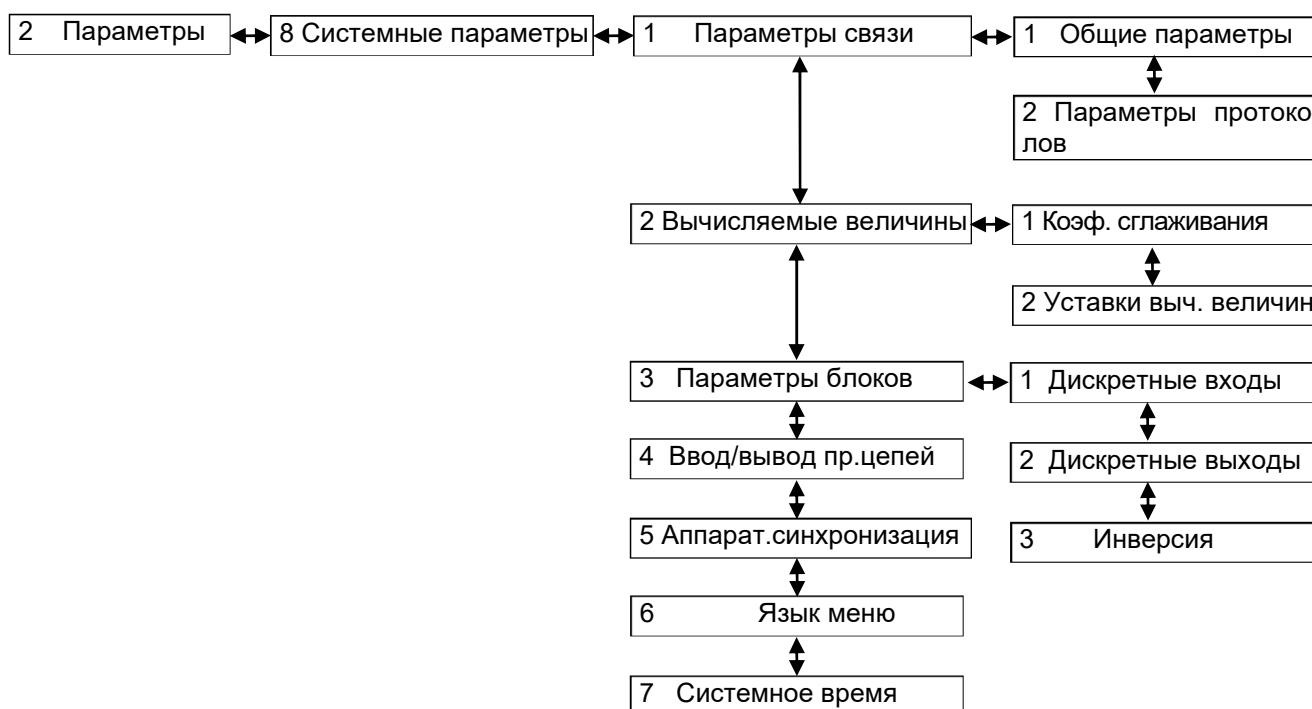 2 Параметры
8 Системные параметры
1 Параметры связи
1 Общие параметры
2 Параметры протоко
лов
2 Вычисляемые величины
1 Коэф. сглаживания
2 Уставки выч. величин
3 Параметры блоков
1 Дискретные входы
4 Ввод/вывод пр.цепей
2 Дискретные выходы
5 Аппарат.синхронизация
3 Инверсия
6 Язык меню
7 Системное время